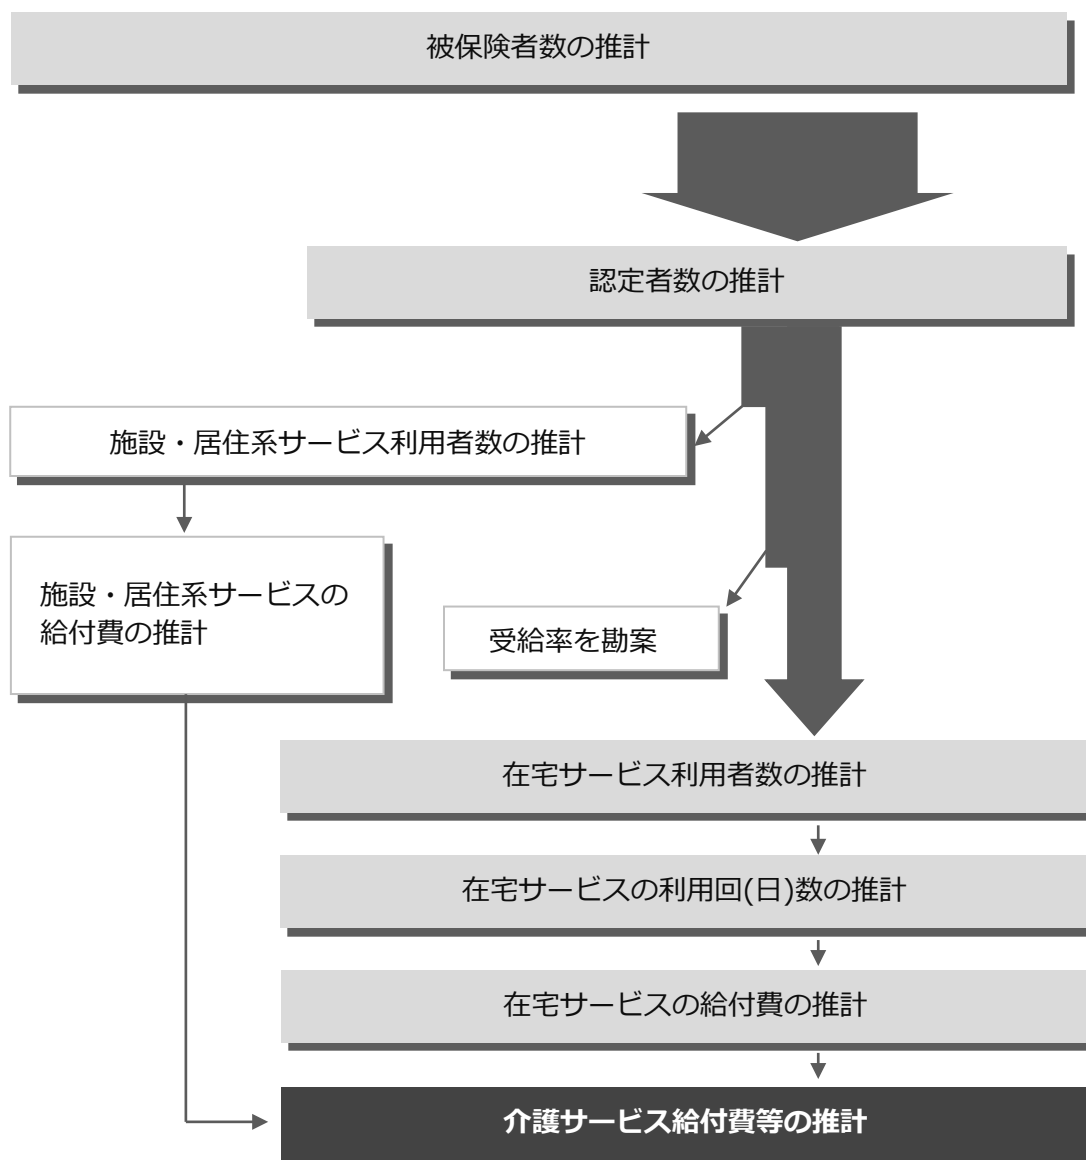 被保険者数の推計
認定者数の推計
施設・居住系サービス利用者数の推計
施設・居住系サービスの
給付費の推計
受給率を勘案
在宅サービス利用者数の推計
在宅サービスの利用回(日)数の推計
在宅サービスの給付費の推計
介護サービス給付費等の推計